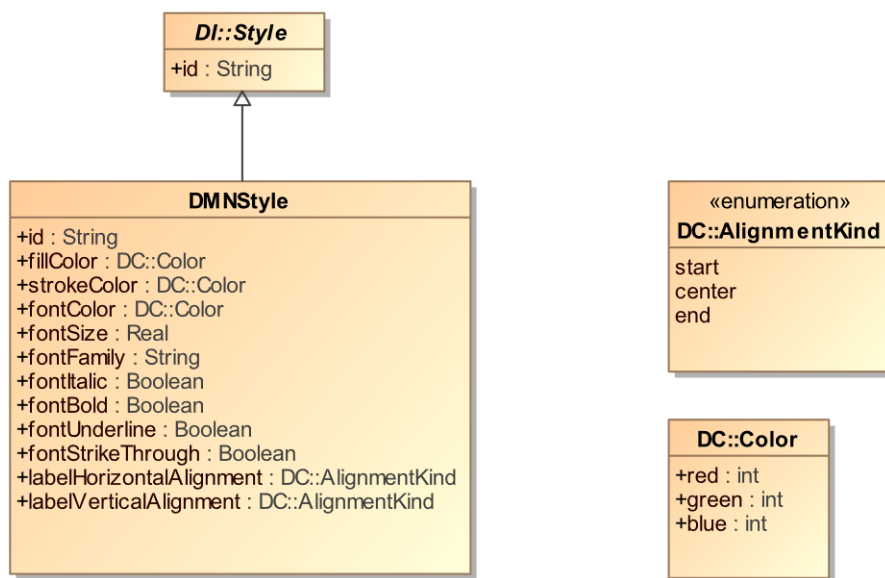 DI::Style
+id : String
DMNStyle
+id : String
+fillColor : DC::Color
+strokeColor : DC::Color
+fontColor : DC::Color
+fontSize : Real
+fontFamily : String
+fontItalic : Boolean
+fontBold : Boolean
+fontUnderline : Boolean
+fontStrikeThrough : Boolean
+labelHorizontalAlignment : DC::AlignmentKind
+labelVerticalAlignment : DC::AlignmentKind
«enumeration»
DC::AlignmentKind
start
center
end
DC::Color
+red : int
+green : int
+blue : int